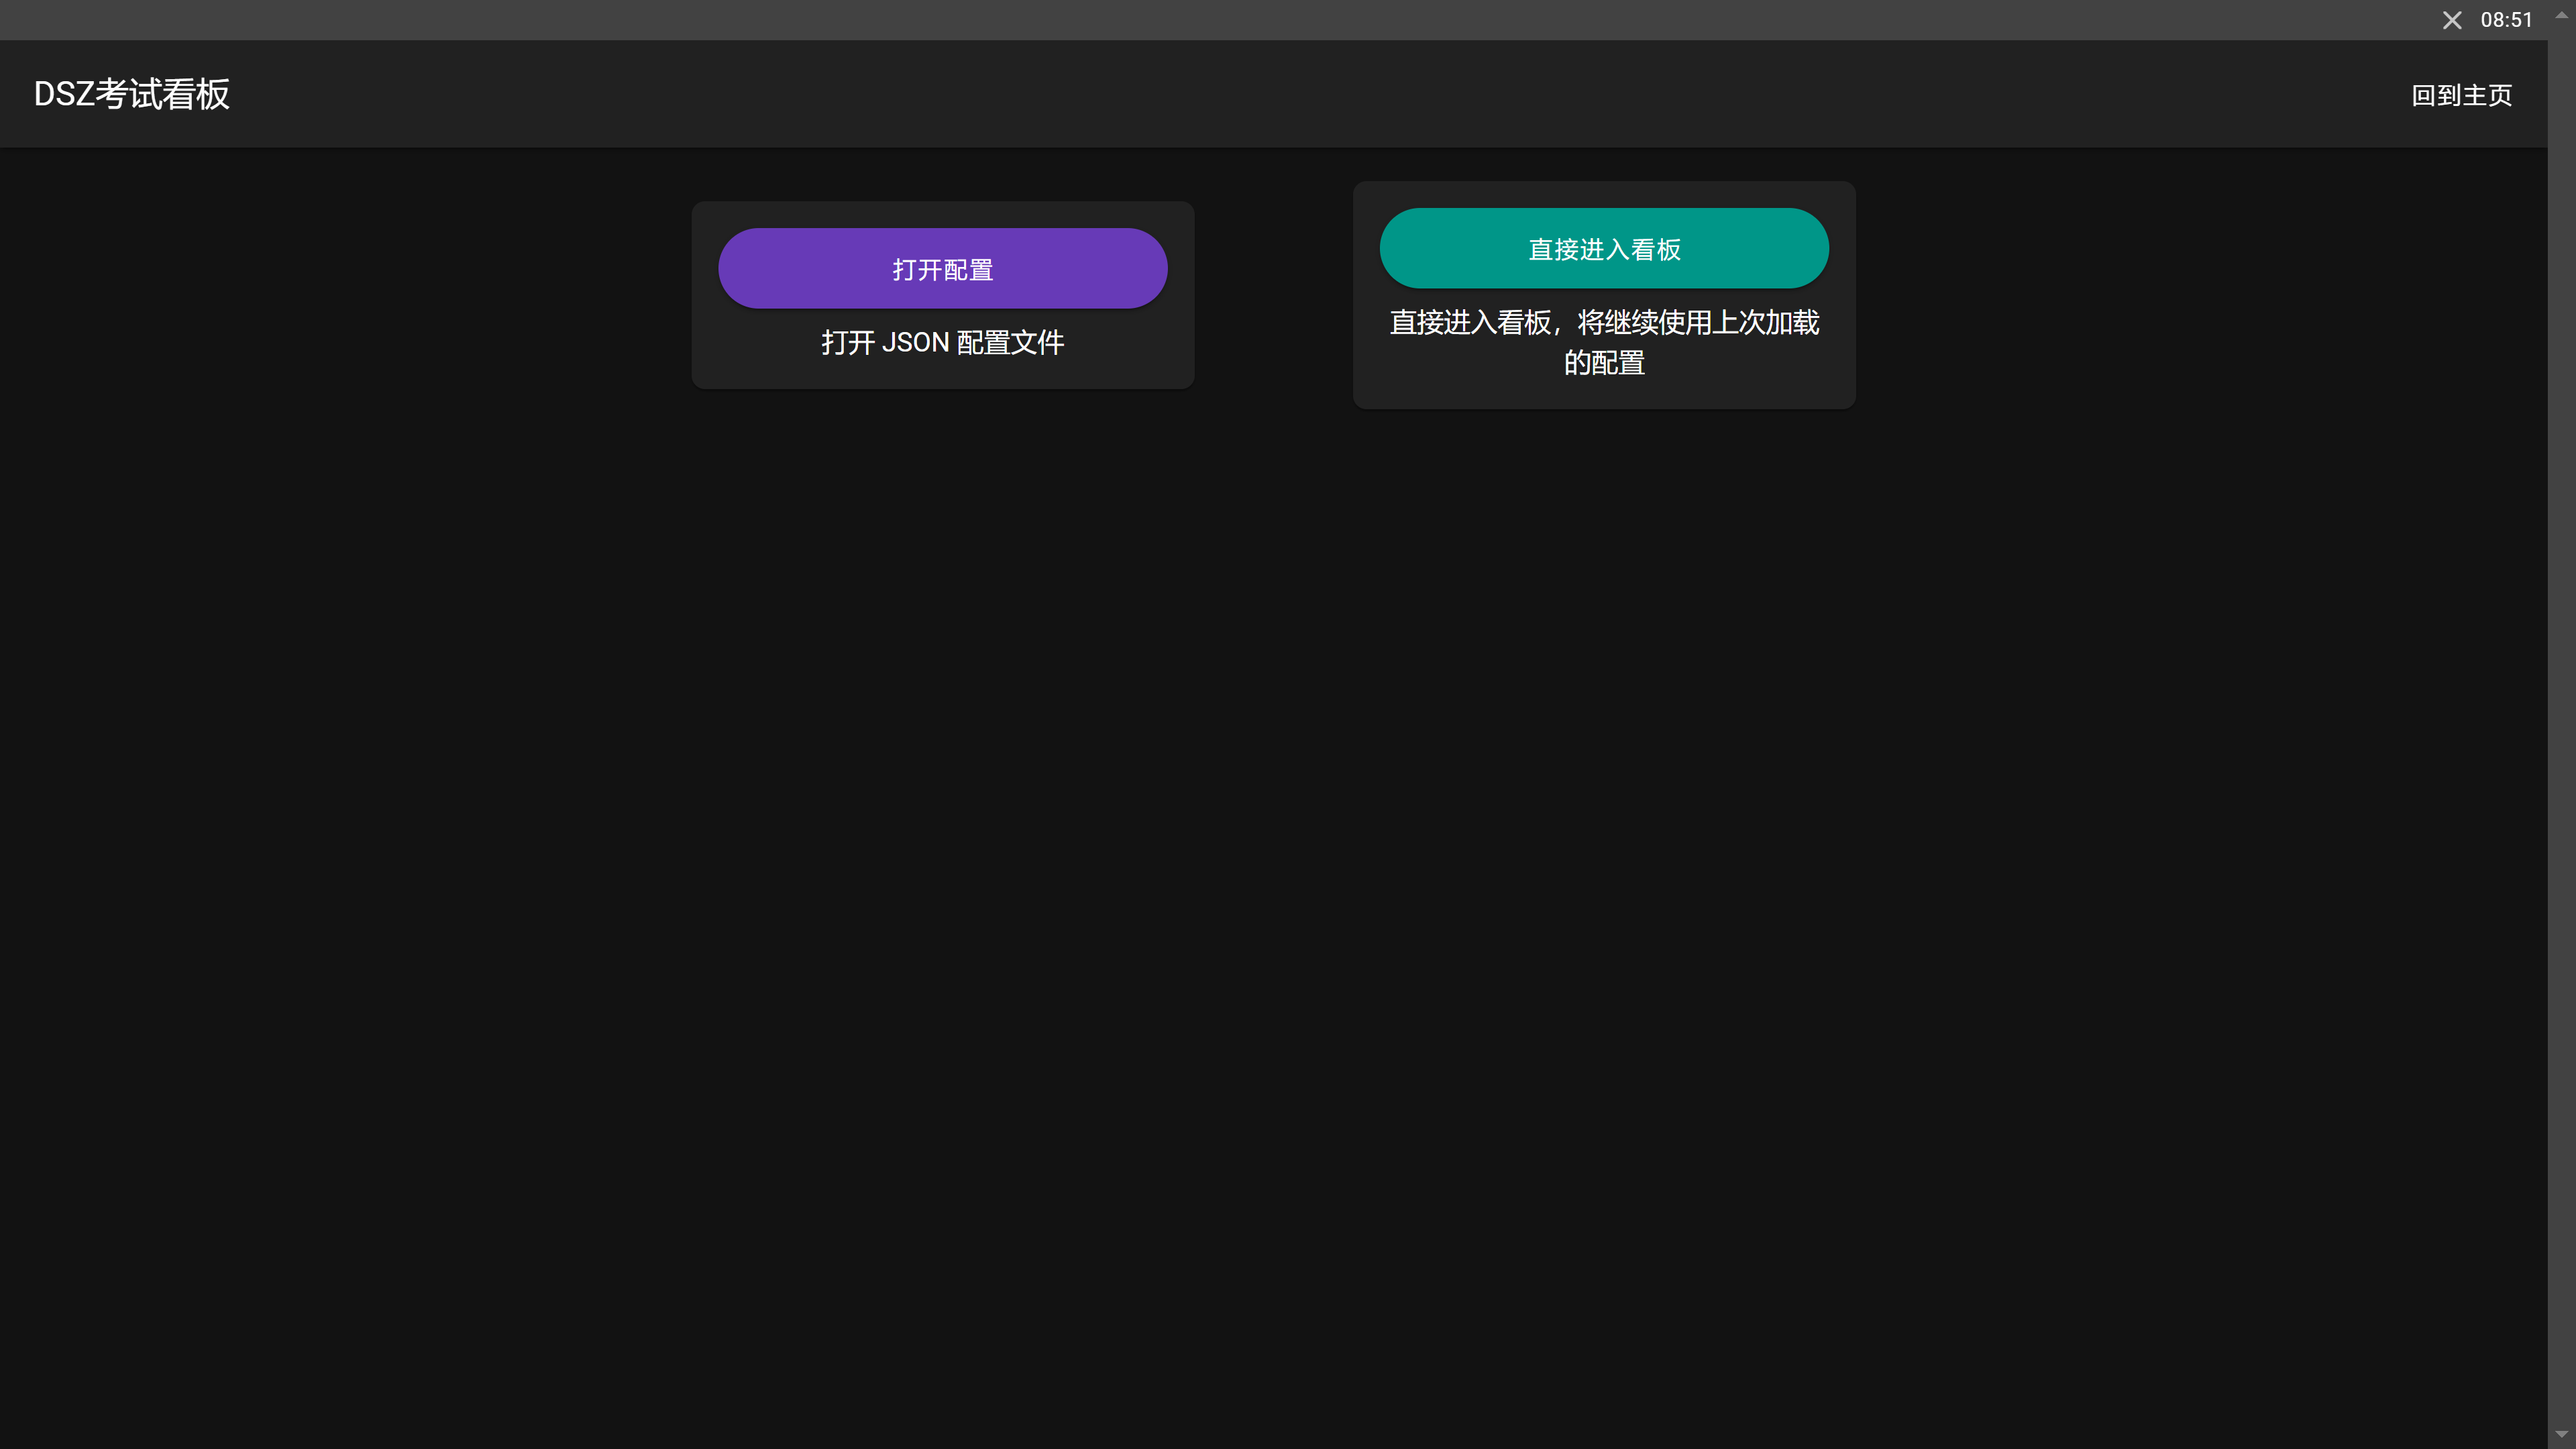 08:51
DSZ考试看板
回到主页
打开配置
打开 JSON 配置文件
直接进入看板
直接进入看板，将继续使用上次加载
的配置